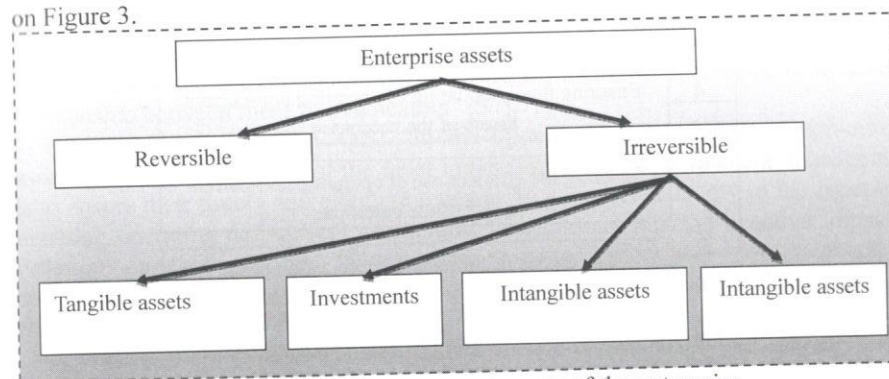 on Figure 3.
Enterprise assets
Reversible
Irreversible
Tangible assets
Investments
Intangible assets
Intangible assets